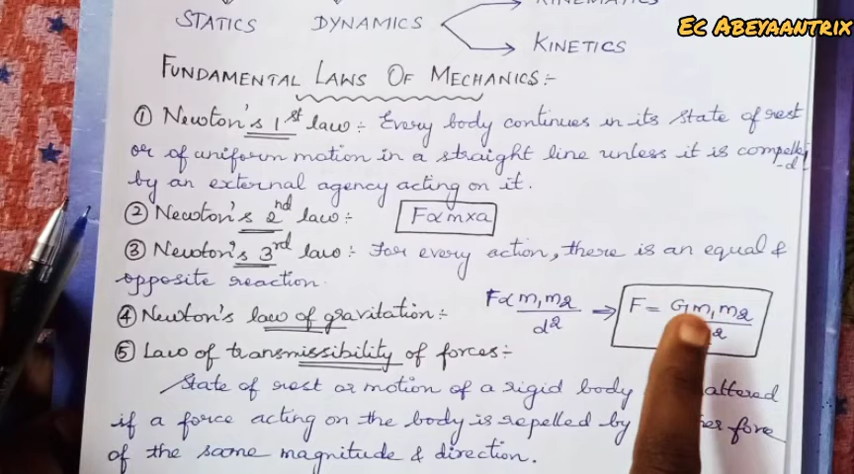 KINEMATICS
Ec Abeyaantrix
STATICS DYNAMICS
KINETICS
FUNDAMENTAL LAWS OF MECHANICS:-
① Newton's 1st law :- Every body continues in its state of rest
or of uniform motion in a straight line unless it is compelled
by an external agency acting on it.
② Newton's 2nd law :- F∝m×a
③ Newton's 3rd law :- For every action, there is an equal &
opposite reaction.
④ Newton's law of gravitation :- F∝ m₁m₂/d² ⇒ F = Gm₁m₂/ ²
⑤ Law of transmissibility of forces :-
State of rest or motion of a rigid body altered
if a force acting on the body is repelled by her force
of the same magnitude & direction.